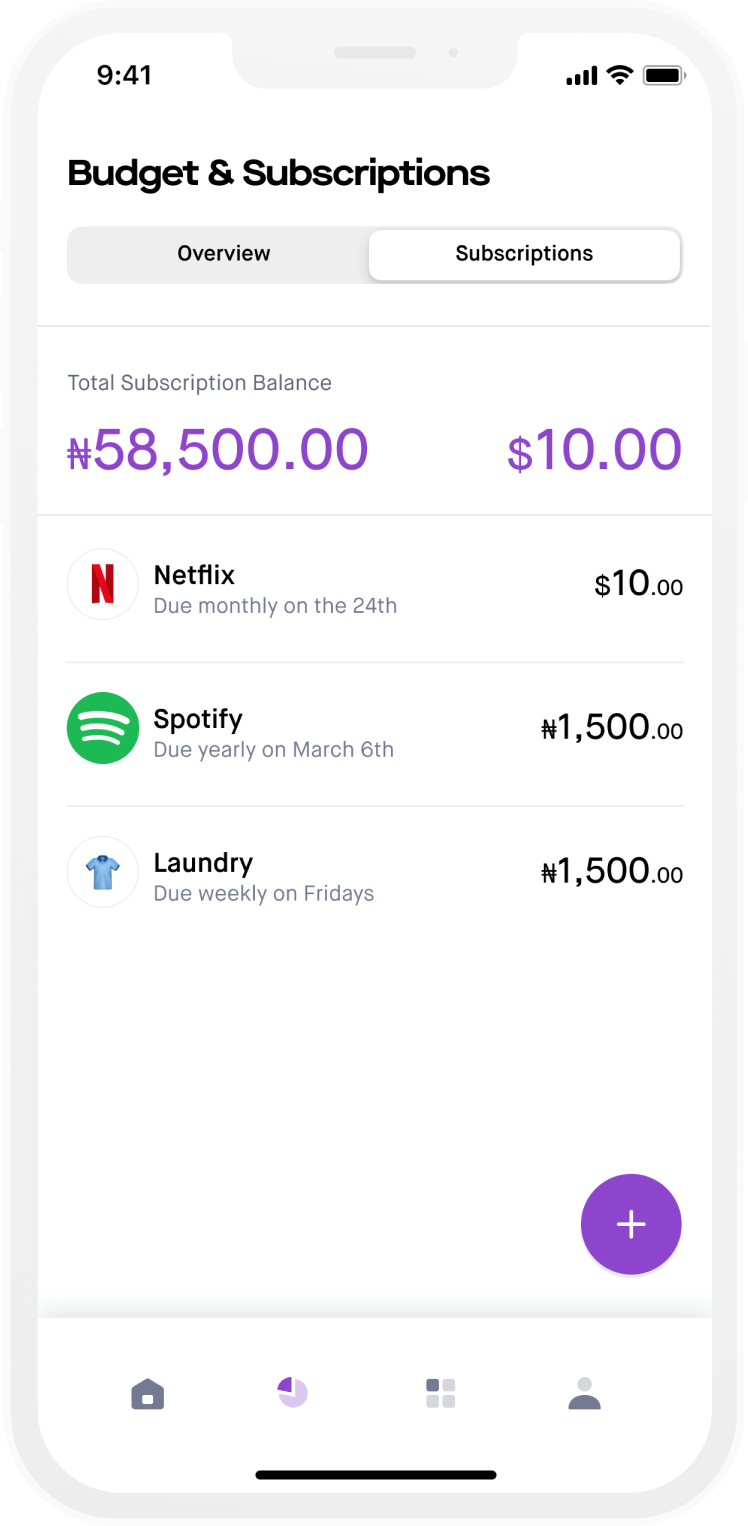 9:41
Budget & Subscriptions
Overview Subscriptions
Total Subscription Balance
₦58,500.00 $10.00
N
Netflix $10.00
Due monthly on the 24th
Spotify ₦1,500.00
Due yearly on March 6th
Laundry ₦1,500.00
Due weekly on Fridays
+